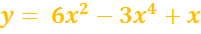 y = 6x² − 3x⁴ + x